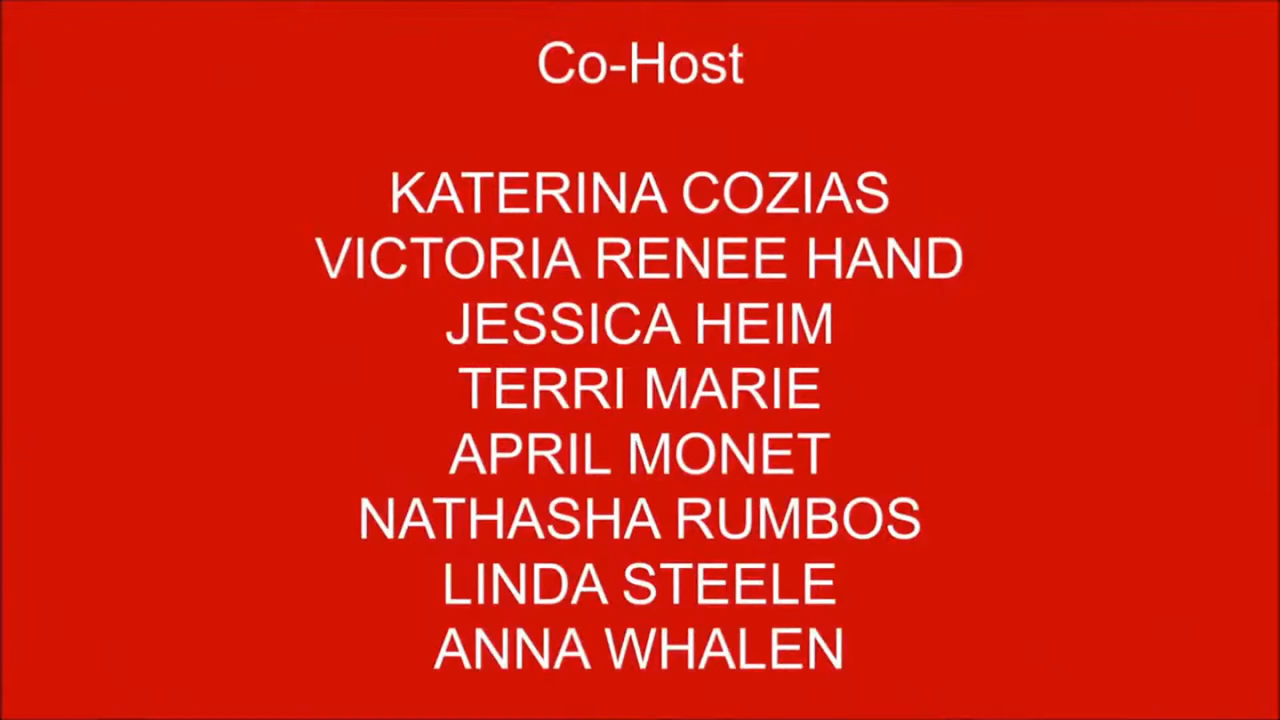 Co-Host
KATERINA COZIAS
VICTORIA RENEE HAND
JESSICA HEIM
TERRI MARIE
APRIL MONET
NATHASHA RUMBOS
LINDA STEELE
ANNA WHALEN